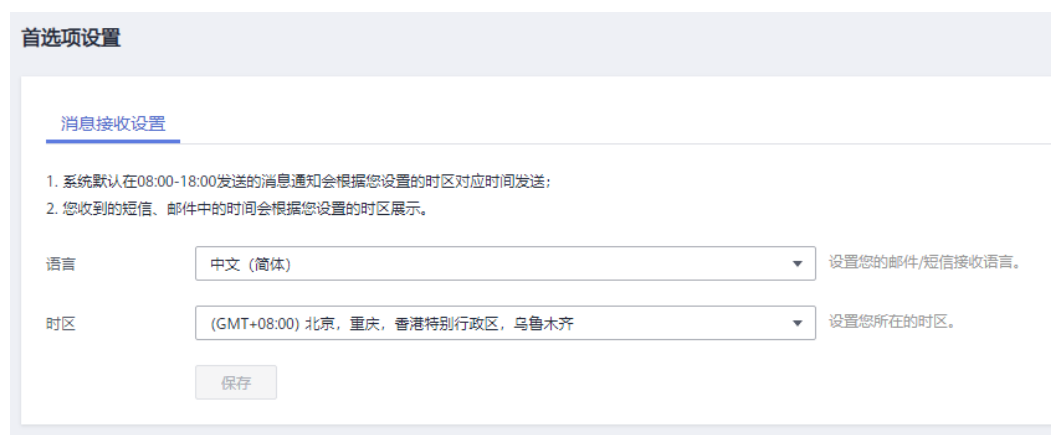 首选项设置
消息接收设置
1. 系统默认在08:00-18:00发送的消息通知会根据您设置的时区对应时间发送;
2. 您收到的短信、邮件中的时间会根据您设置的时区展示。
语言
中文 (简体)
设置您的邮件/短信接收语言。
时区
(GMT+08:00) 北京，重庆，香港特别行政区，乌鲁木齐
设置您所在的时区。
保存